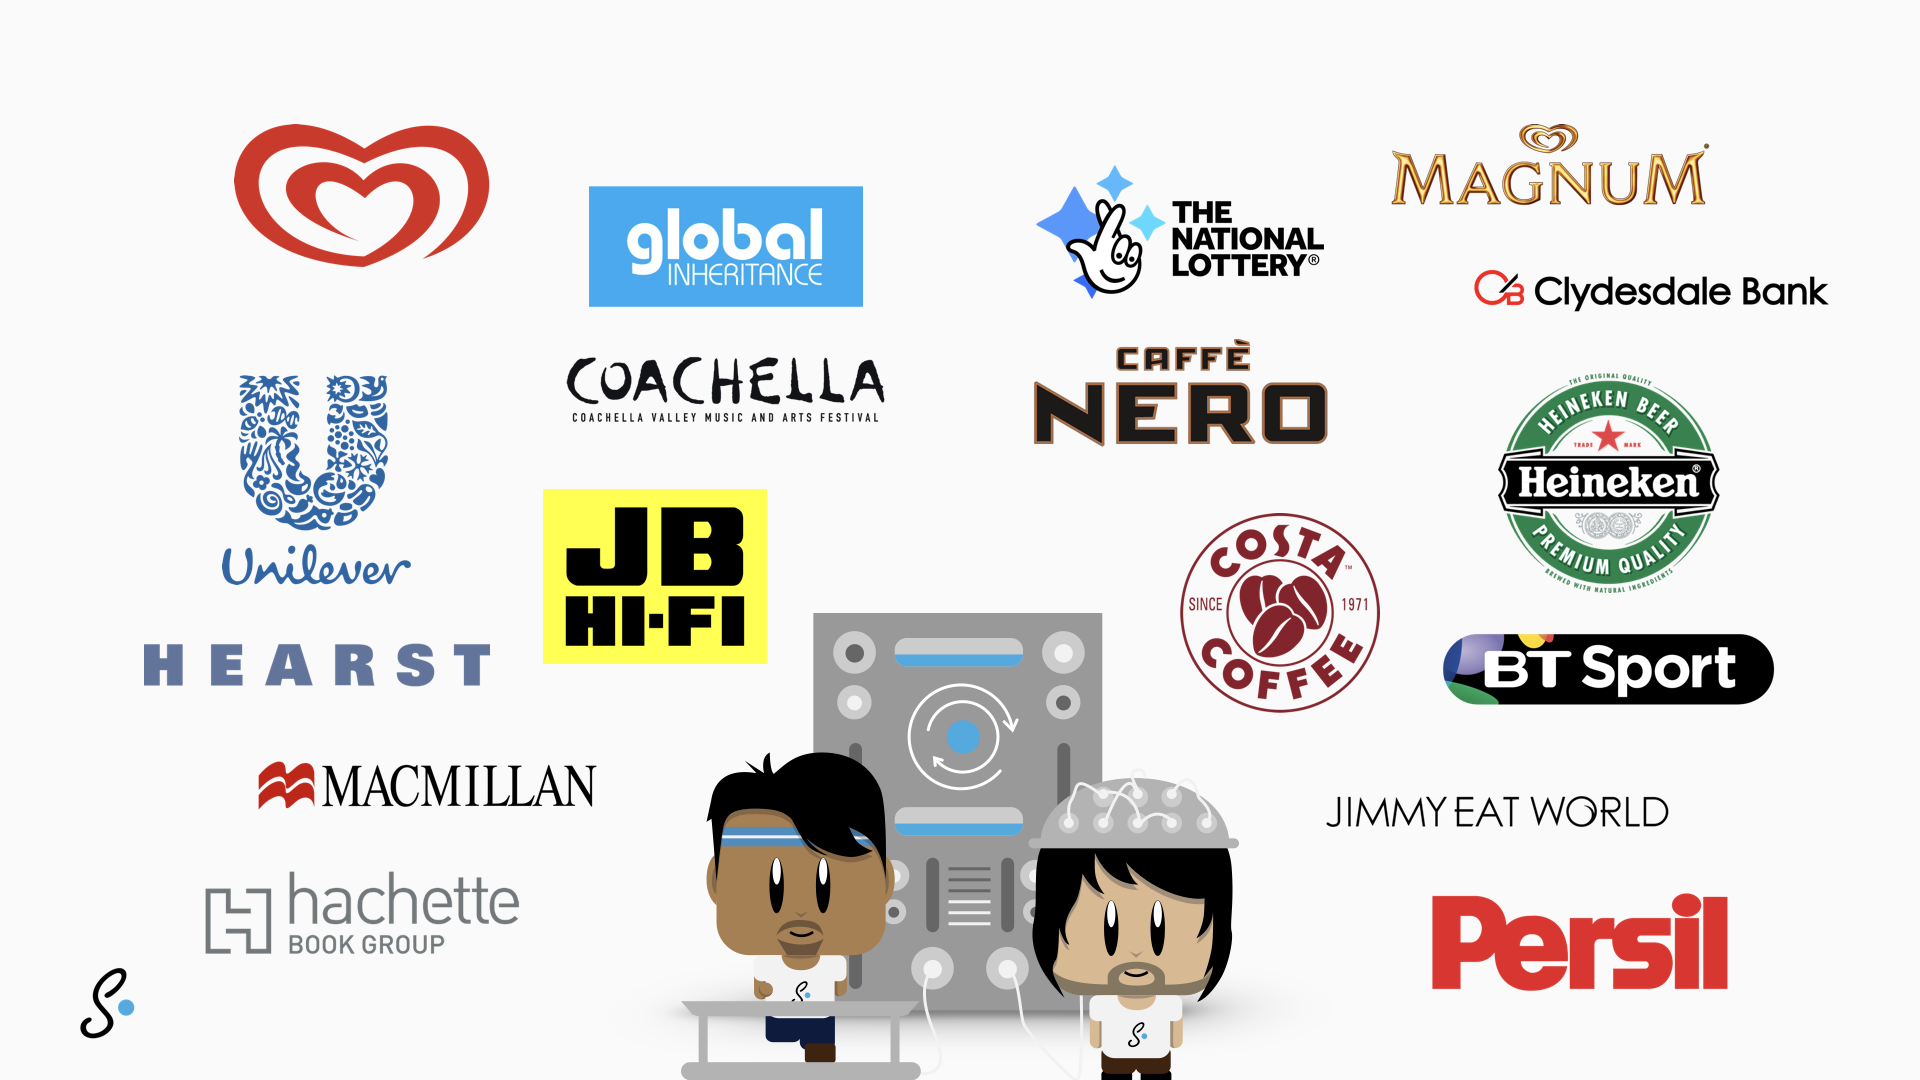 global
INHERITANCE
THE
NATIONAL
LOTTERY®
MAGNUM
CB Clydesdale Bank
COACHELLA
COACHELLA VALLEY MUSIC AND ARTS FESTIVAL
CAFFÈ
NERO
THE ORIGINAL QUALITY
HEINEKEN BEER
TRADE MARK
Heineken®
PREMIUM QUALITY
BREWED WITH NATURAL INGREDIENTS
U
Unilever
JB
HI-FI
COSTA™
SINCE 1971
COFFEE
HEARST
BT Sport
MACMILLAN
JIMMY EAT WORLD
hachette
BOOK GROUP
Persil
S.
S.
S.